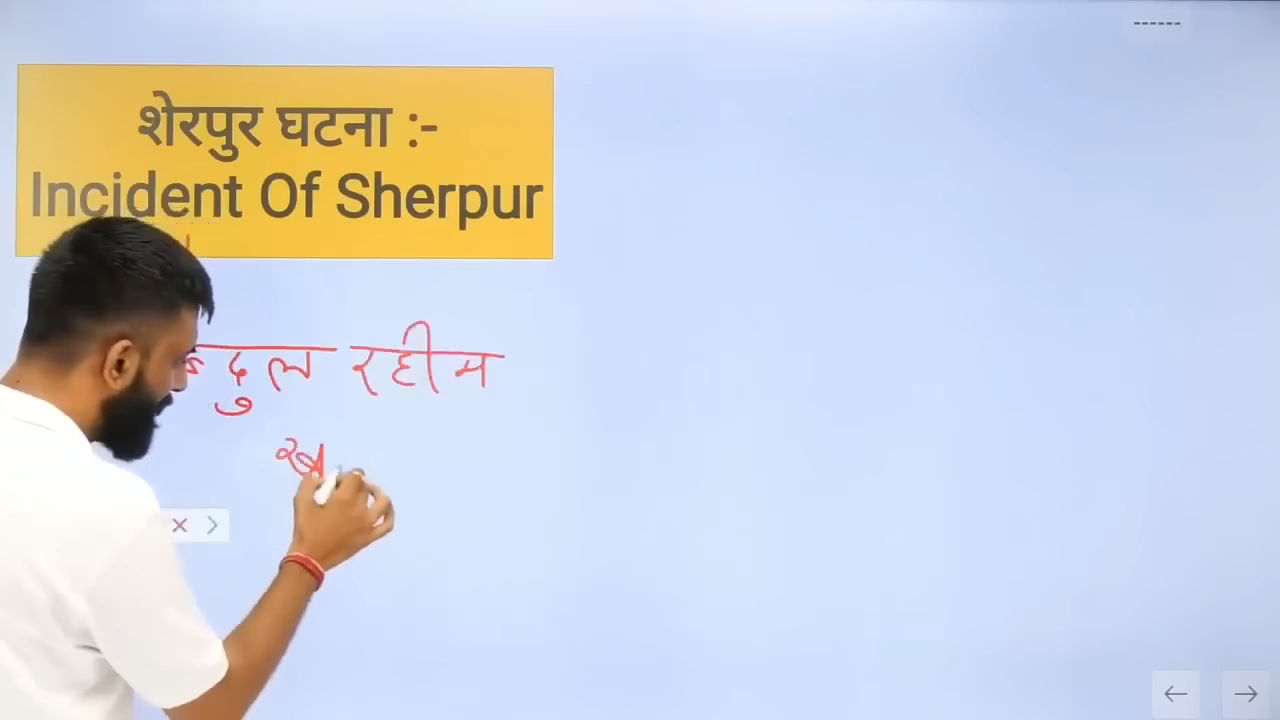 ------
शेरपुर घटना :-
Incident Of Sherpur
रहीम